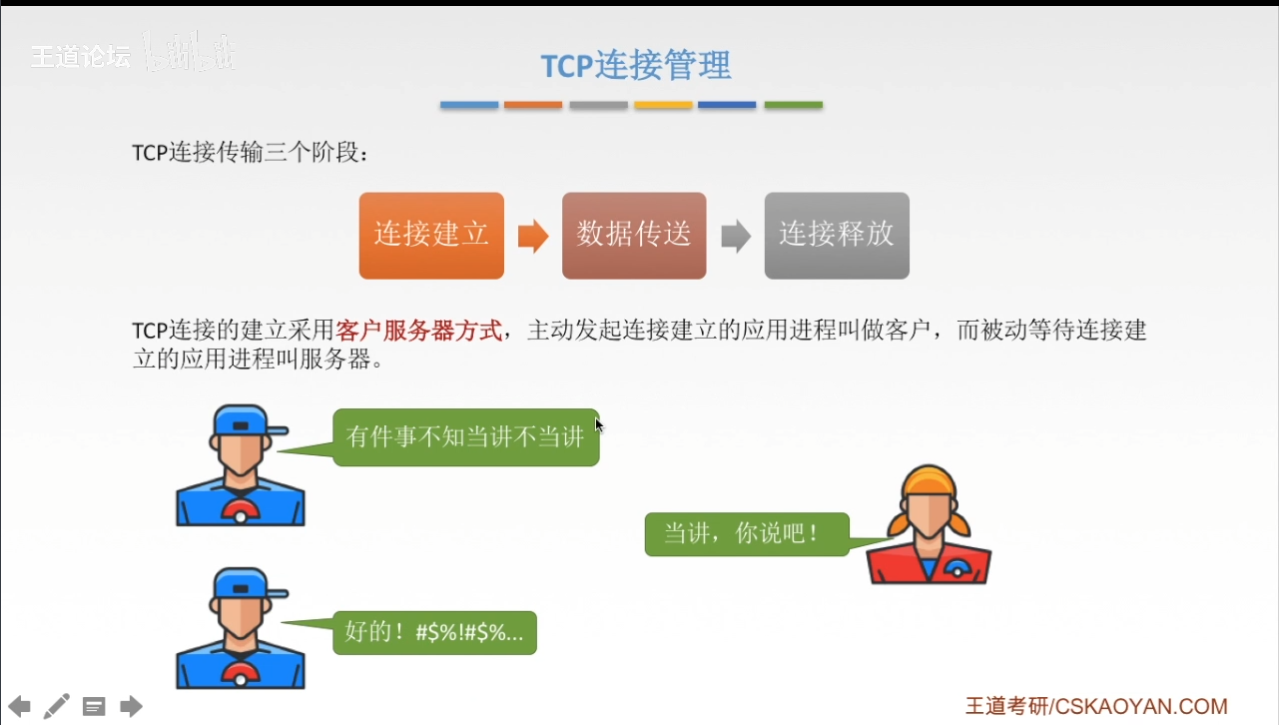 王道论坛 bilibili
TCP连接管理
TCP连接传输三个阶段：
连接建立
数据传送
连接释放
TCP连接的建立采用客户服务器方式，主动发起连接建立的应用进程叫做客户，而被动等待连接建
立的应用进程叫服务器。
有件事不知当讲不当讲
当讲，你说吧！
好的！#$%!#$%...
王道考研/CSKAOYAN.COM